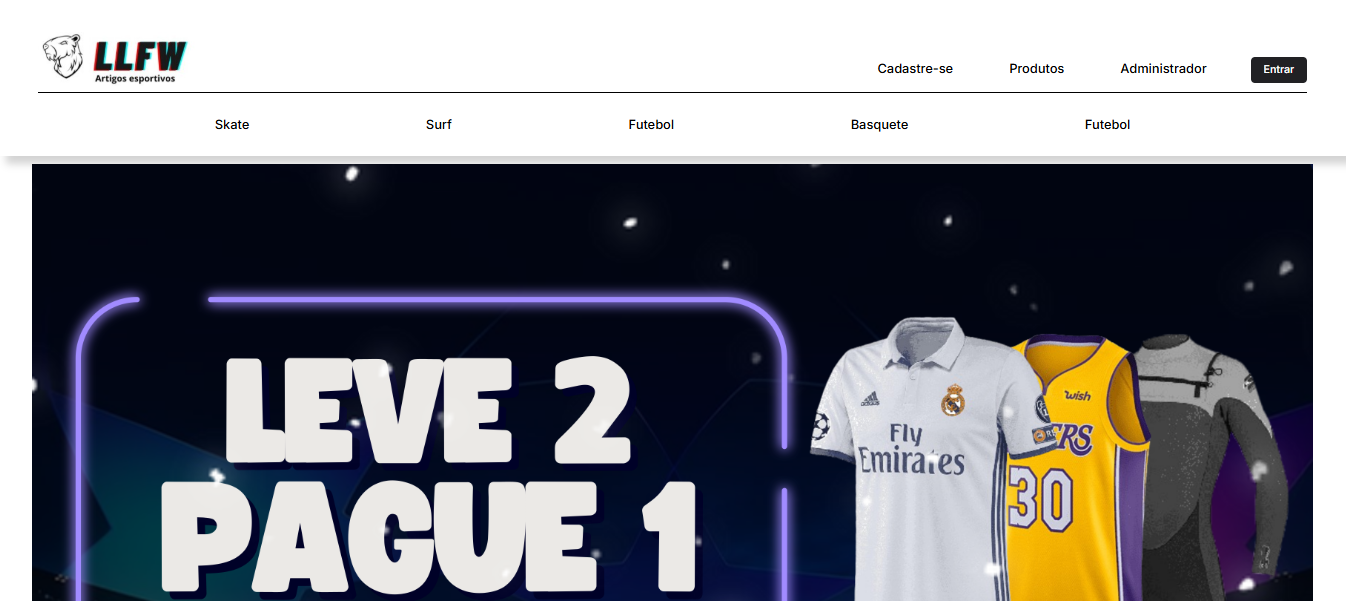 LLFW
Artigos esportivos
Cadastre-se Produtos Administrador Entrar
Skate Surf Futebol Basquete Futebol
LEVE 2
PAGUE 1
adidas
Fly
Emirates
wish
ERS
30